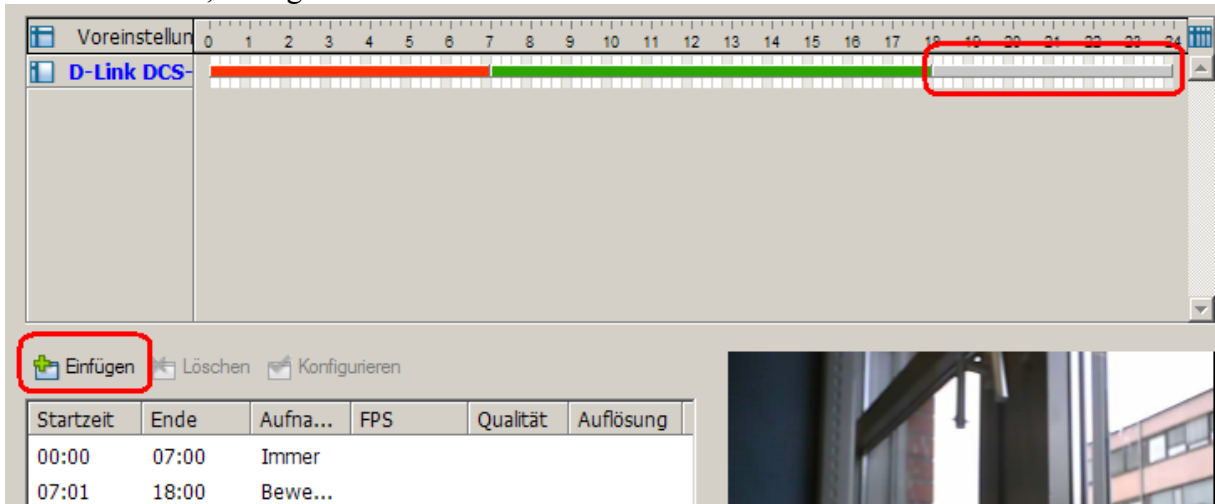 Voreinstellun 0 1 2 3 4 5 6 7 8 9 10 11 12 13 14 15 16 17 18 19 20 21 22 23 24
D-Link DCS-
Einfügen Löschen Konfigurieren
Startzeit Ende Aufna... FPS Qualität Auflösung
00:00 07:00 Immer
07:01 18:00 Bewe...